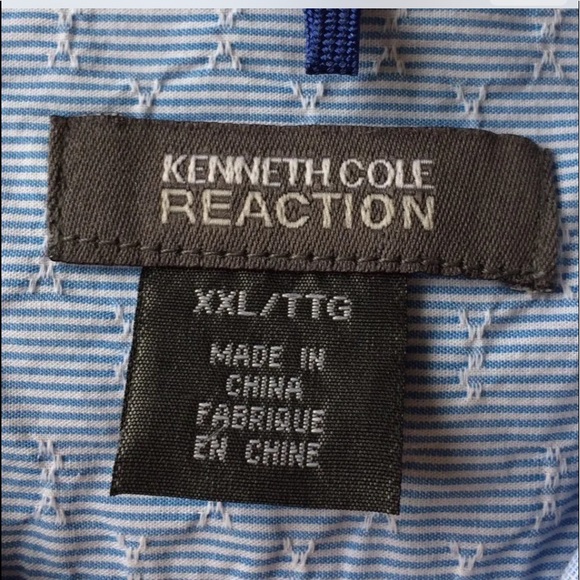 KENNETH COLE
REACTION
XXL/TTG
MADE IN
CHINA
FABRIQUE
EN CHINE